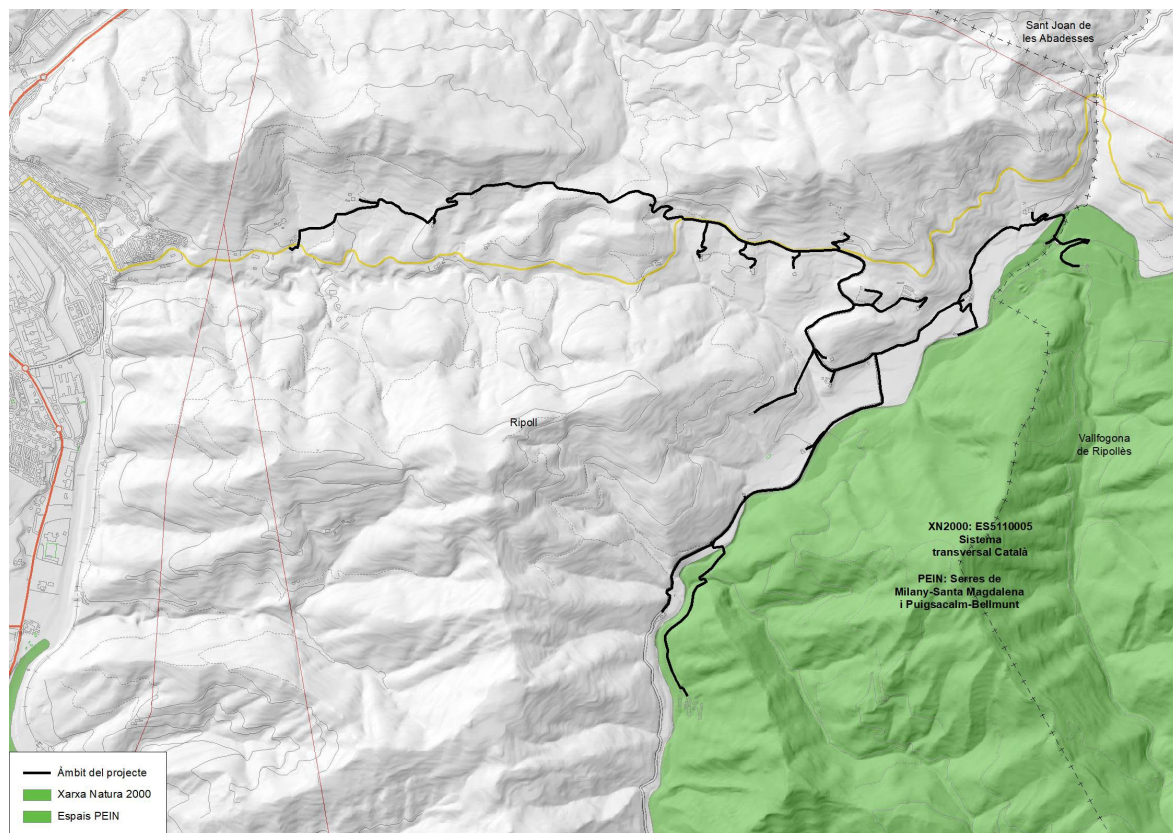 Sant Joan de
les Abadesses
Ripoll
Vallfogona
de Ripollès
XN2000: ES5110005
Sistema
transversal Català
PEIN: Serres de
Milany-Santa Magdalena
i Puigsacalm-Bellmunt
Àmbit del projecte
Xarxa Natura 2000
Espais PEIN